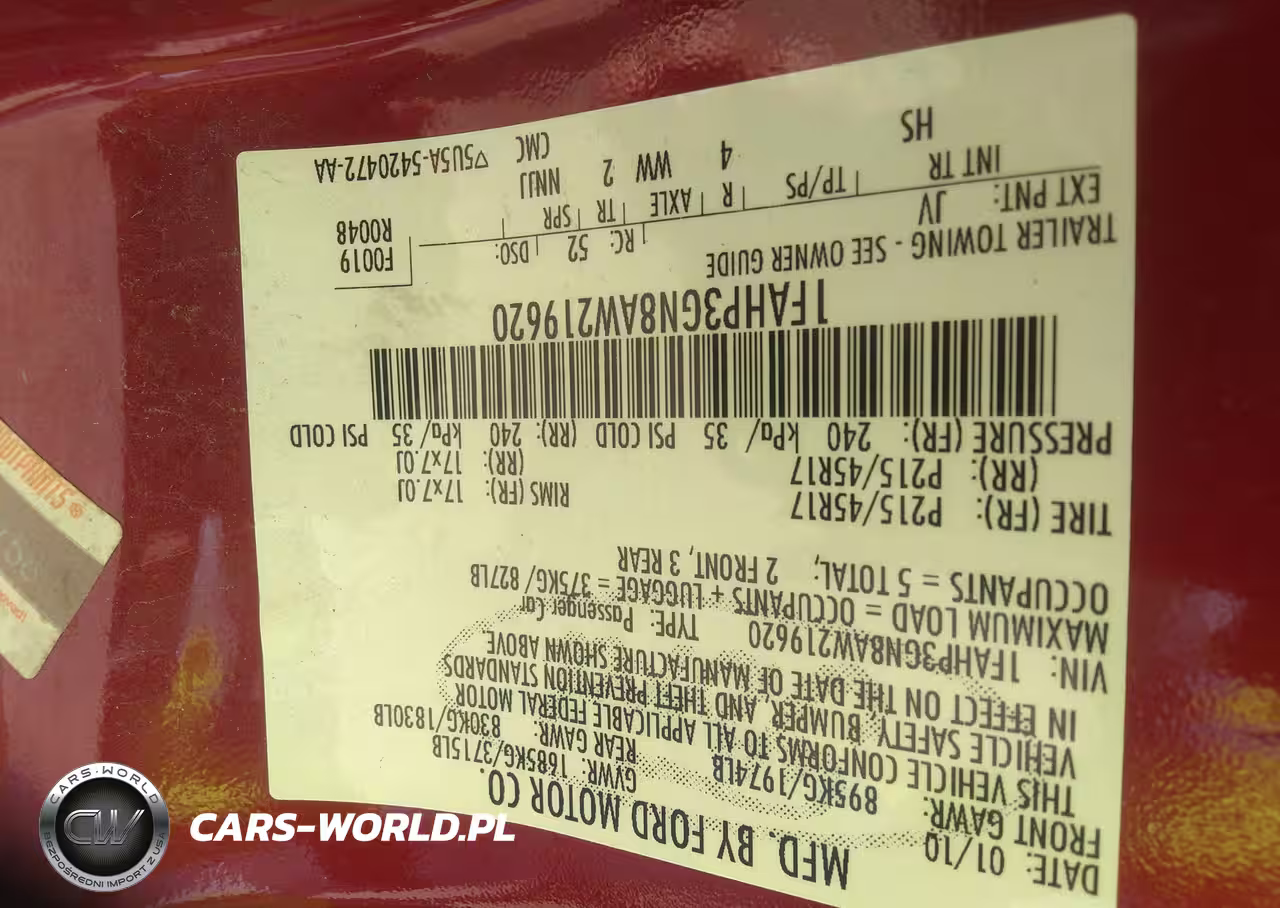 MFD. BY FORD MOTOR CO.
DATE: 01/10 GVWR: 1685KG/3715LB
FRONT GAWR: REAR GAWR: 830KG/1830LB
895KG/1974LB
THIS VEHICLE CONFORMS TO ALL APPLICABLE FEDERAL MOTOR
VEHICLE SAFETY, BUMPER, AND THEFT PREVENTION STANDARDS
IN EFFECT ON THE DATE OF MANUFACTURE SHOWN ABOVE.
VIN: 1FAHP3GN8AW219620 TYPE: Passenger Car
MAXIMUM LOAD = OCCUPANTS + LUGGAGE = 375KG/ 827LB
OCCUPANTS = 5 TOTAL; 2 FRONT, 3 REAR
TIRE (FR): P215/45R17 RIMS (FR): 17x7.0J
(RR): P215/45R17 (RR): 17x7.0J
PRESSURE (FR): 240 kPa/ 35 PSI COLD (RR): 240 kPa/ 35 PSI COLD
1FAHP3GN8AW219620
TRAILER TOWING - SEE OWNER GUIDE
F0019
R0048
EXT PNT: JV RC: 52 DSO:
INT TR TP/PS R AXLE TR SPR
HS 4 WW 2 NNJJ
CMC ▽5U5A-5420472-AA
CARS-WORLD
CW
BEZPOŚREDNI IMPORT Z USA
CARS-WORLD.PL